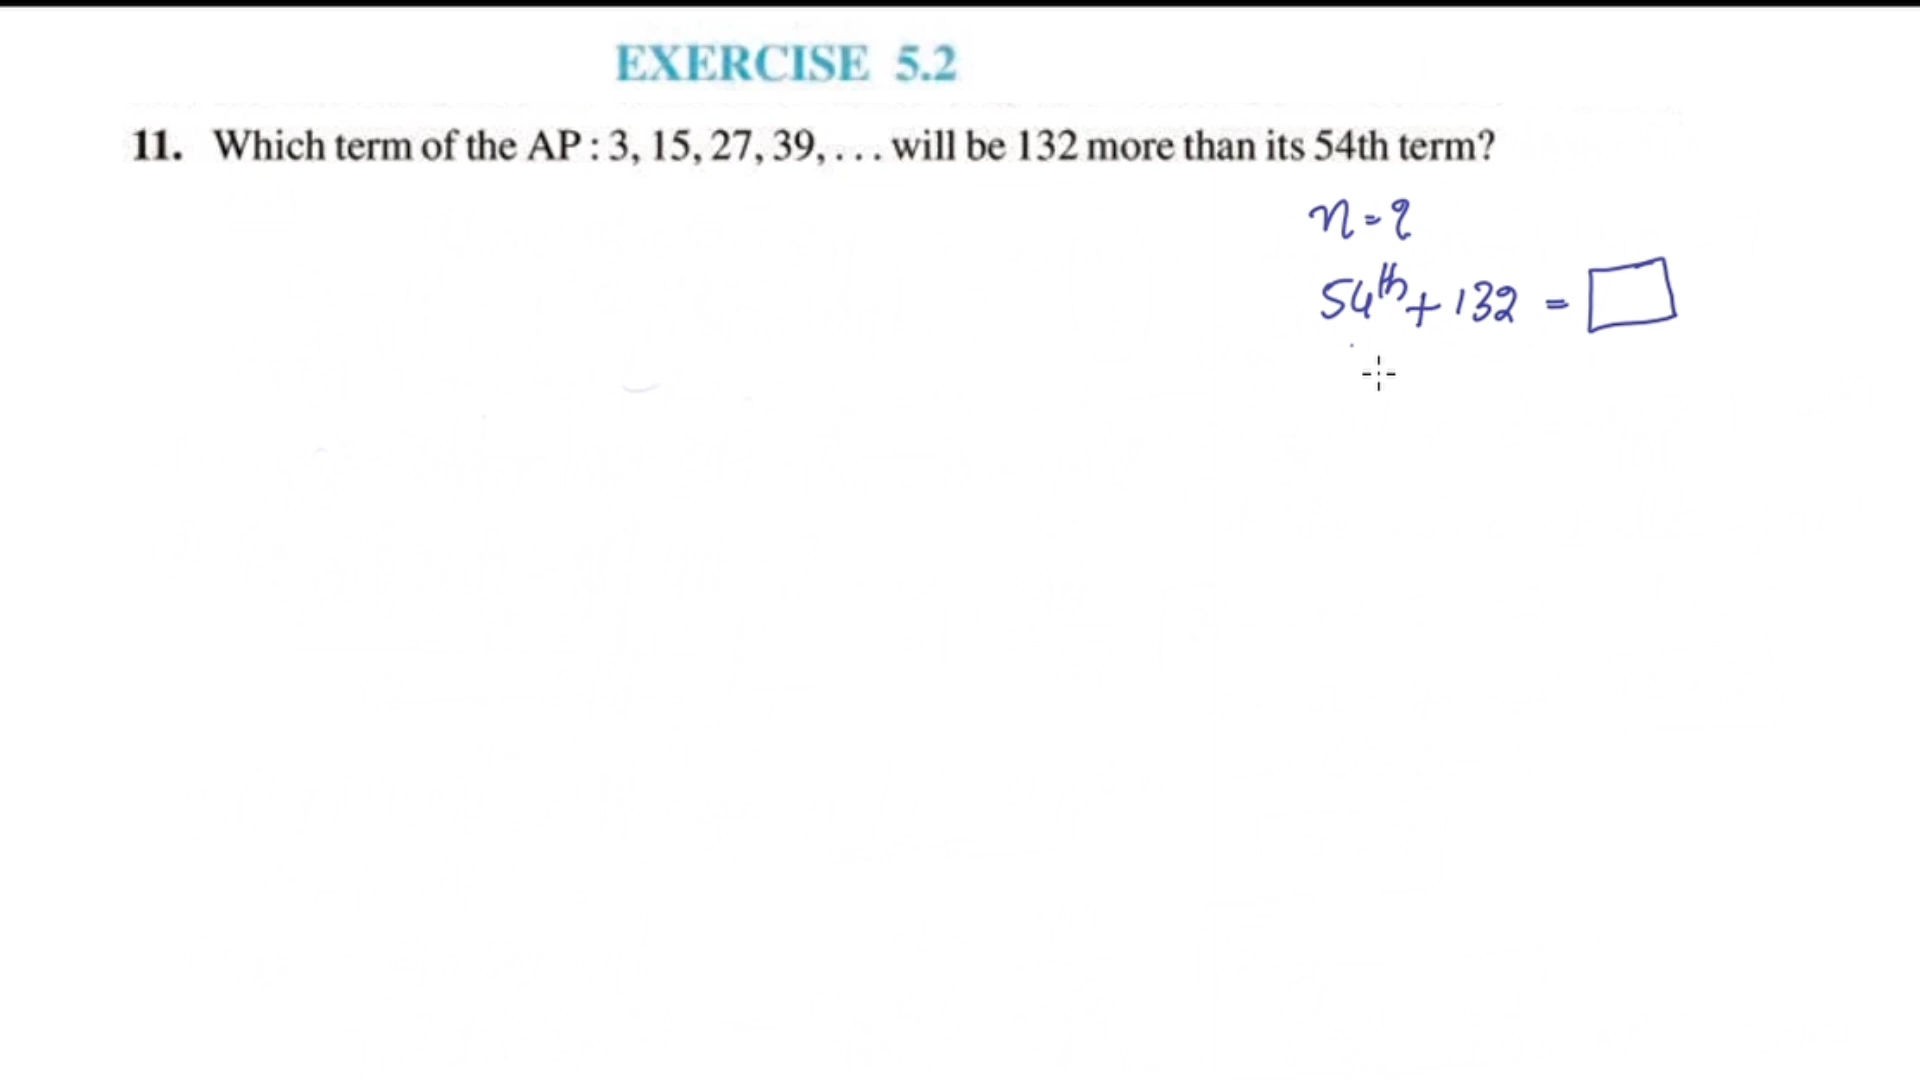 EXERCISE 5.2
11. Which term of the AP : 3, 15, 27, 39, . . . will be 132 more than its 54th term?
n = ?
54th + 132 =